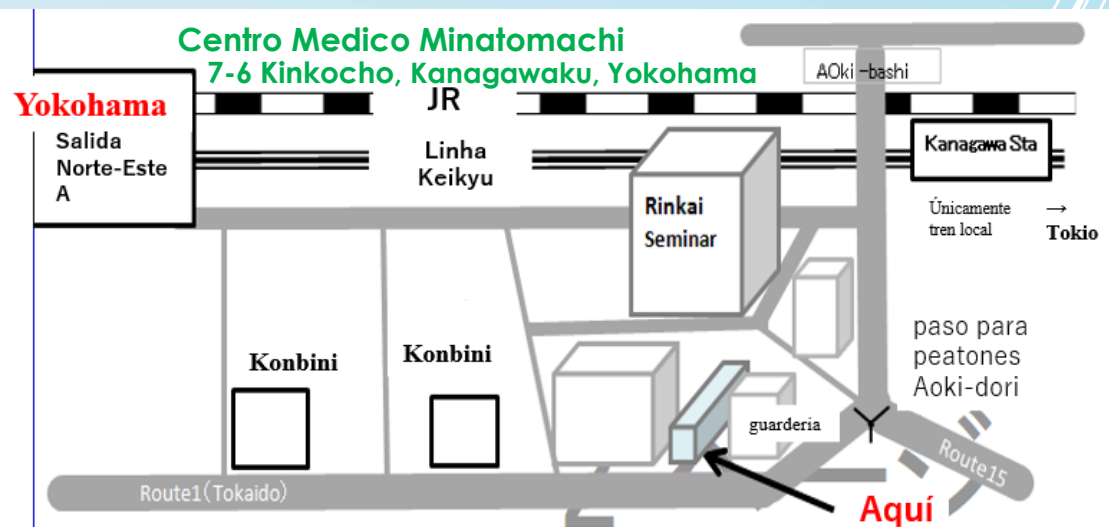 Centro Medico Minatomachi
7-6 Kinkocho, Kanagawaku, Yokohama
AOki -bashi
Yokohama
JR
Salida
Norte-Este
A
Linha
Keikyu
Kanagawa Sta
Rinkai
Seminar
Únicamente
tren local
→
Tokio
paso para
peatones
Aoki-dori
Konbini
Konbini
guarderia
Route15
Route1(Tokaido)
Aquí